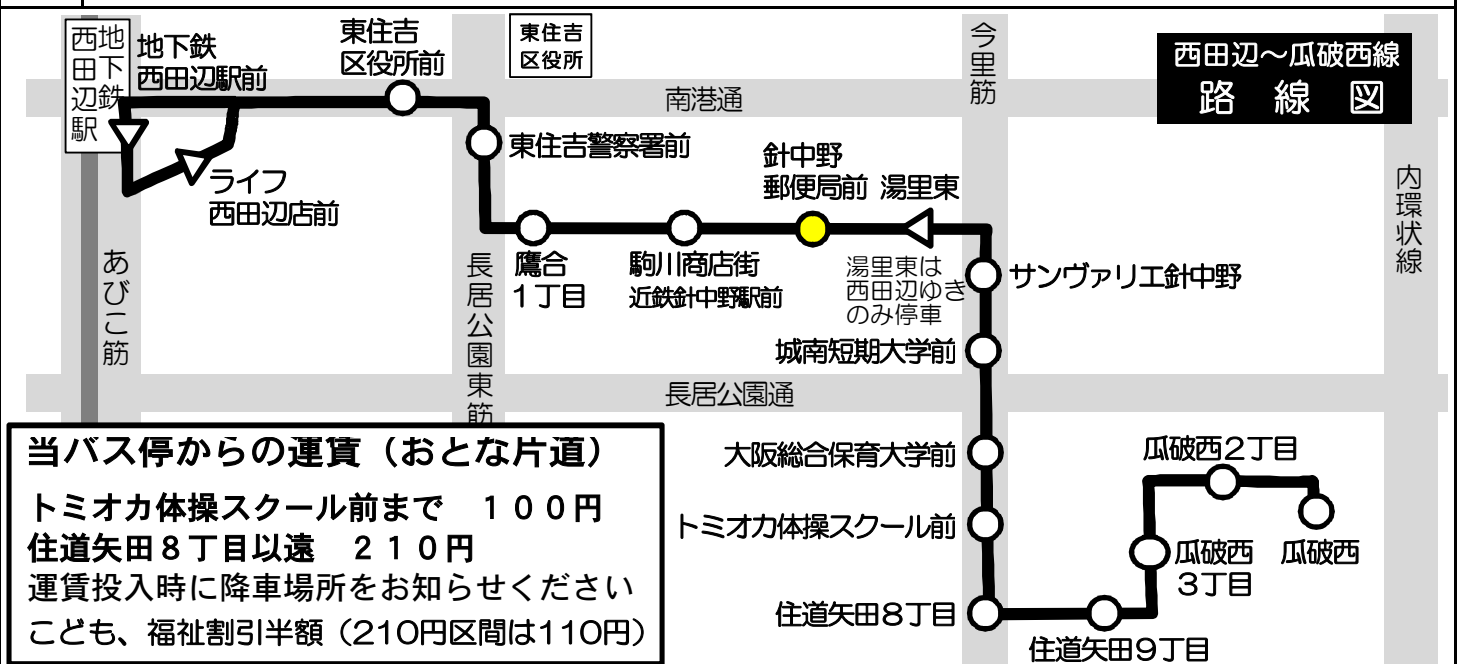 地下鉄
西田辺駅
地下鉄
西田辺駅前
東住吉
区役所前
東住吉
区役所
今里筋
西田辺～瓜破西線
路線図
南港通
東住吉警察署前
針中野
郵便局前
湯里東
ライフ
西田辺店前
内環状線
あびこ筋
長居公園東筋
鷹合
1丁目
駒川商店街
近鉄針中野駅前
湯里東は
西田辺ゆき
のみ停車
サンヴァリエ針中野
城南短期大学前
長居公園通
当バス停からの運賃（おとな片道）
トミオカ体操スクール前まで　１００円
住道矢田８丁目以遠　２１０円
運賃投入時に降車場所をお知らせください
こども、福祉割引半額（210円区間は110円）
大阪総合保育大学前
トミオカ体操スクール前
住道矢田8丁目
住道矢田9丁目
瓜破西2丁目
瓜破西
3丁目
瓜破西